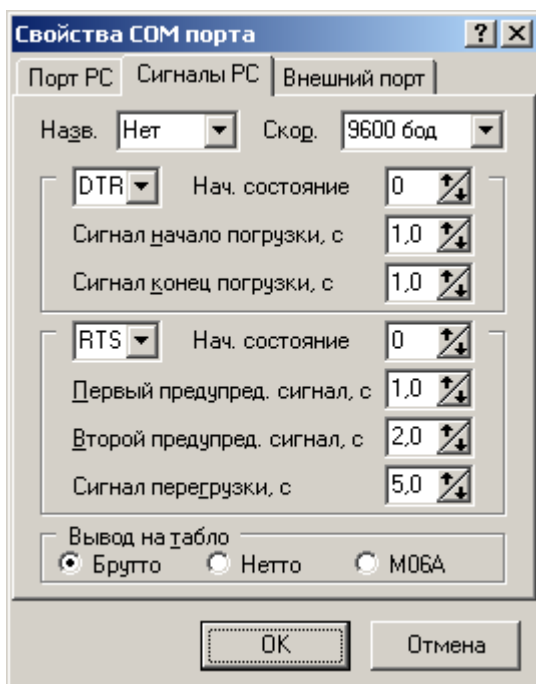 Свойства COM порта
Порт PC Сигналы PC Внешний порт
Назв. Нет Скор. 9600 бод
DTR Нач. состояние 0
Сигнал начало погрузки, с 1,0
Сигнал конец погрузки, с 1,0
RTS Нач. состояние 0
Первый предупред. сигнал, с 1,0
Второй предупред. сигнал, с 2,0
Сигнал перегрузки, с 5,0
Вывод на табло
Брутто Нетто М06А
OK Отмена